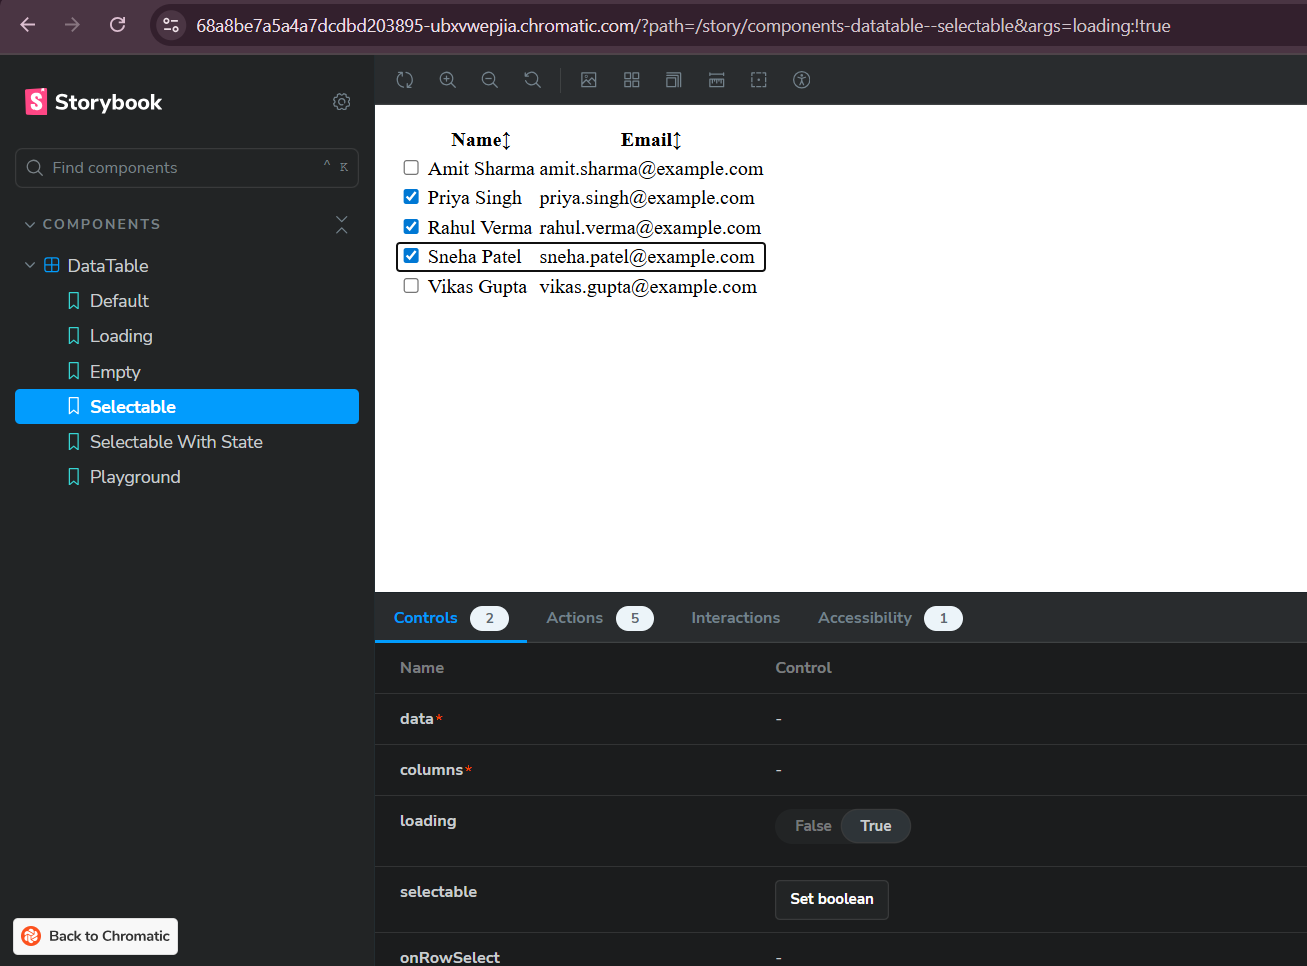 68a8be7a5a4a7dcdbd203895-ubxvwepjia.chromatic.com/?path=/story/components-datatable--selectable&args=loading:!true
Storybook
Find components
^ K
COMPONENTS
DataTable
Default
Loading
Empty
Selectable
Selectable With State
Playground
Back to Chromatic
Name↕ Email↕
Amit Sharma amit.sharma@example.com
Priya Singh priya.singh@example.com
Rahul Verma rahul.verma@example.com
Sneha Patel sneha.patel@example.com
Vikas Gupta vikas.gupta@example.com
Controls 2 Actions 5 Interactions Accessibility 1
Name Control
data* -
columns* -
loading False True
selectable Set boolean
onRowSelect -